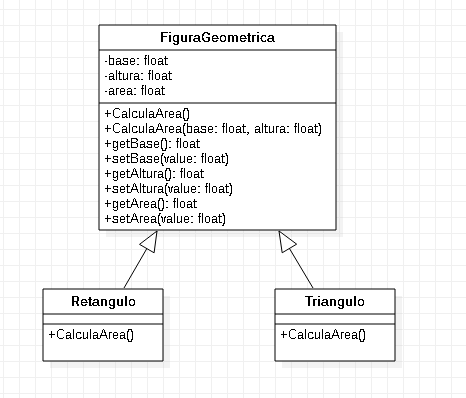 FiguraGeometrica
-base: float
-altura: float
-area: float
+CalculaArea()
+CalculaArea(base: float, altura: float)
+getBase(): float
+setBase(value: float)
+getAltura(): float
+setAltura(value: float)
+getArea(): float
+setArea(value: float)
Retangulo
+CalculaArea()
Triangulo
+CalculaArea()